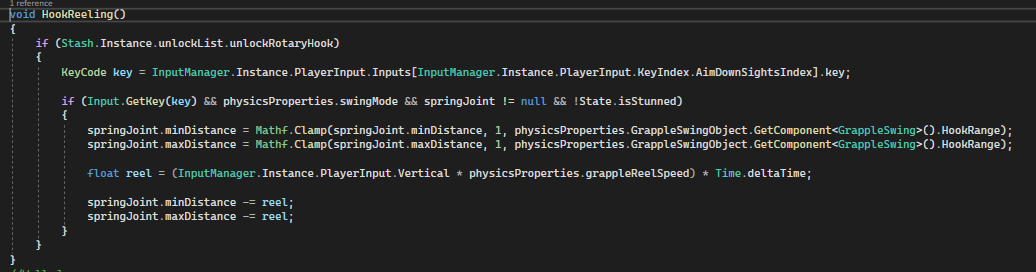 1 reference
void HookReeling()
{
if (Stash.Instance.unlockList.unlockRotaryHook)
{
KeyCode key = InputManager.Instance.PlayerInput.Inputs[InputManager.Instance.PlayerInput.KeyIndex.AimDownSightsIndex].key;
if (Input.GetKey(key) && physicsProperties.swingMode && springJoint != null && !State.isStunned)
{
springJoint.minDistance = Mathf.Clamp(springJoint.minDistance, 1, physicsProperties.GrappleSwingObject.GetComponent<GrappleSwing>().HookRange);
springJoint.maxDistance = Mathf.Clamp(springJoint.maxDistance, 1, physicsProperties.GrappleSwingObject.GetComponent<GrappleSwing>().HookRange);
float reel = (InputManager.Instance.PlayerInput.Vertical * physicsProperties.grappleReelSpeed) * Time.deltaTime;
springJoint.minDistance -= reel;
springJoint.maxDistance -= reel;
}
}
}